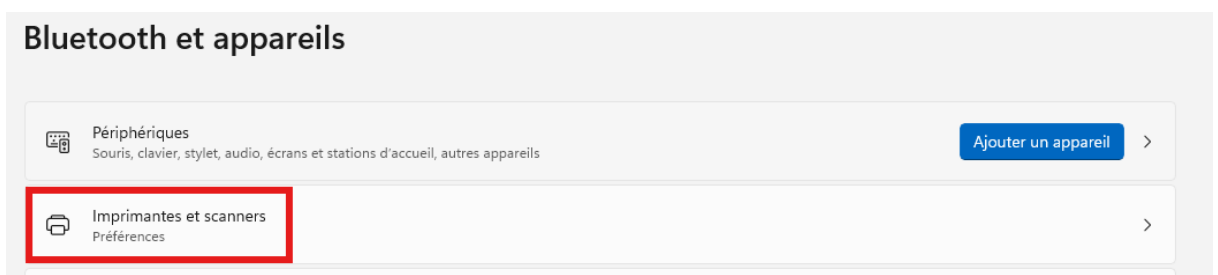 Bluetooth et appareils
Périphériques
Ajouter un appareil
Souris, clavier, stylet, audio, écrans et stations d'accueil, autres appareils
Imprimantes et scanners
Préférences